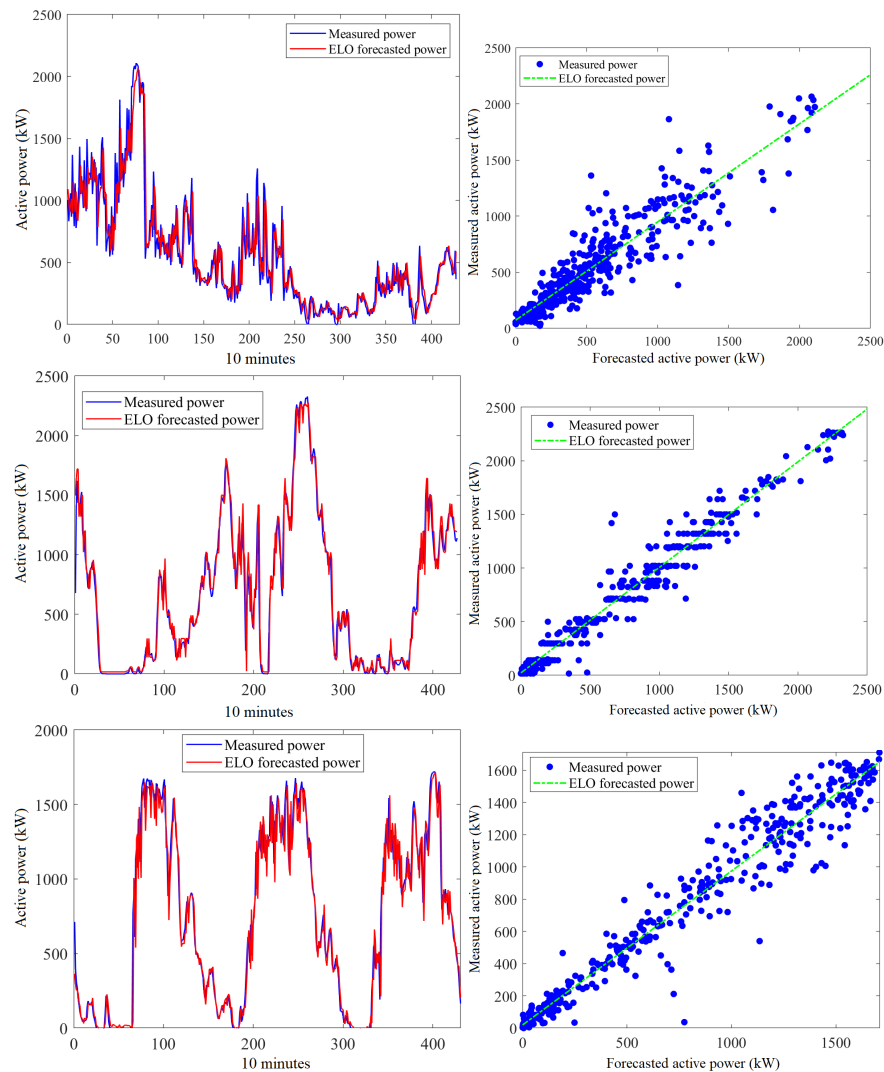 2500
2000
1500
1000
500
0
Active power (kW)
Measured power
ELO forecasted power
0 50 100 150 200 250 300 350 400
10 minutes
2500
2000
1500
1000
500
0
Measured active power (kW)
Measured power
ELO forecasted power
0 500 1000 1500 2000 2500
Forecasted active power (kW)
2500
2000
1500
1000
500
0
Active power (kW)
Measured power
ELO forecasted power
0 100 200 300 400
10 minutes
2500
2000
1500
1000
500
0
Measured active power (kW)
Measured power
ELO forecasted power
0 500 1000 1500 2000 2500
Forecasted active power (kW)
2000
1500
1000
500
0
Active power (kW)
Measured power
ELO forecasted power
0 100 200 300 400
10 minutes
1600
1400
1200
1000
800
600
400
200
0
Measured active power (kW)
Measured power
ELO forecasted power
0 500 1000 1500
Forecasted active power (kW)